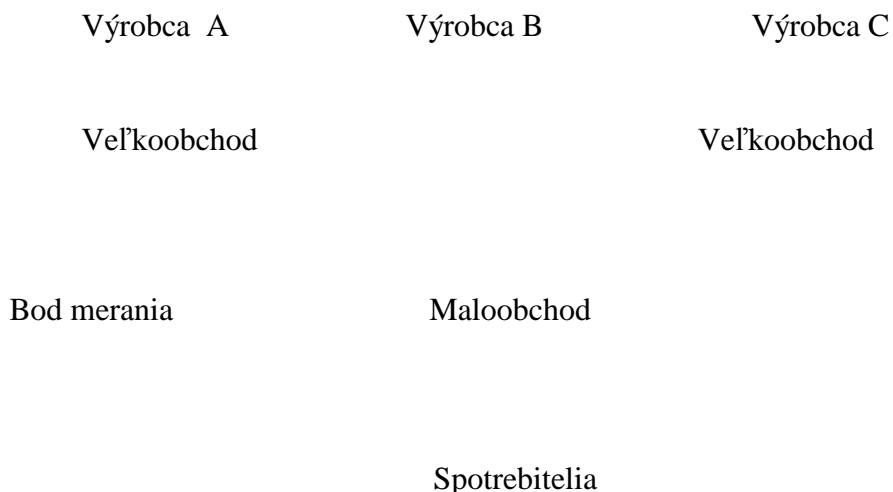 Výrobca  A Výrobca B Výrobca C
Veľkoobchod Veľkoobchod
Bod merania Maloobchod
Spotrebitelia